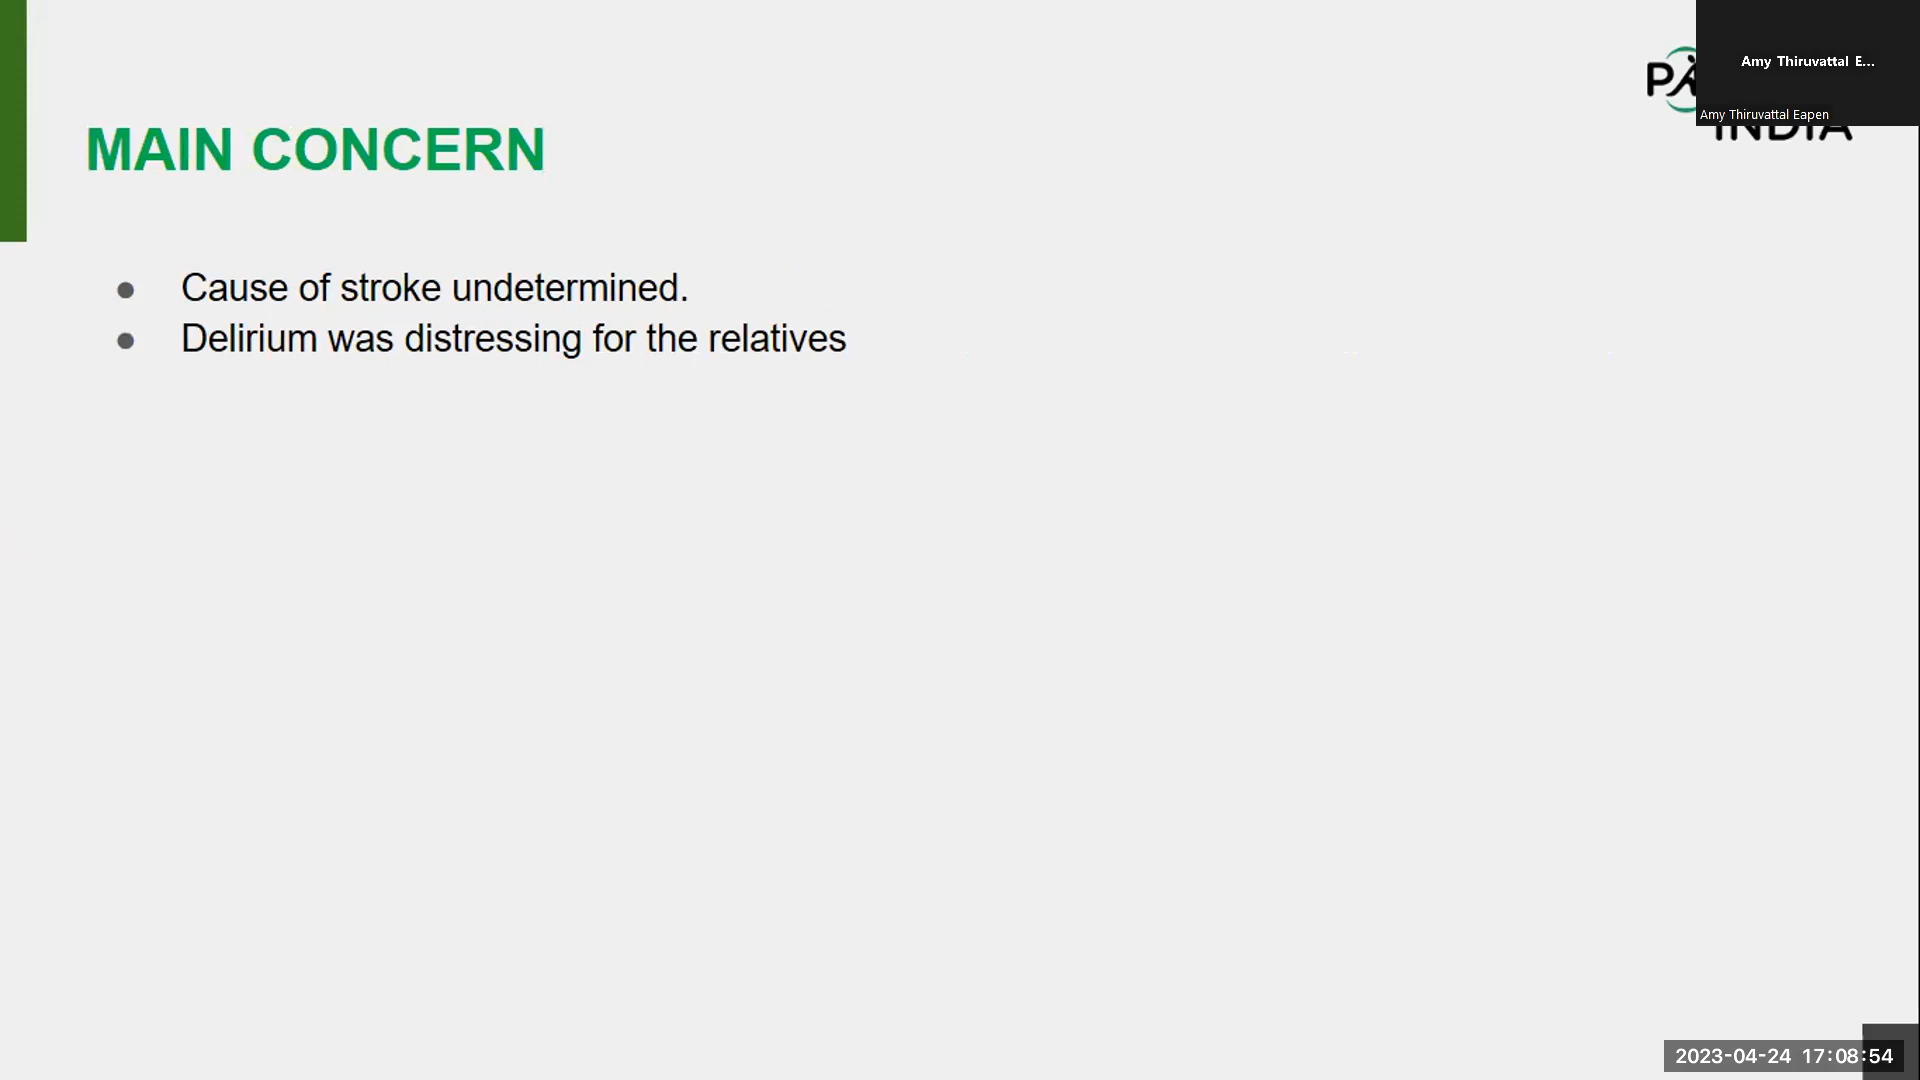 Amy Thiruvattal E...
Amy Thiruvattal Eapen
INDIA
MAIN CONCERN
● Cause of stroke undetermined.
● Delirium was distressing for the relatives
2023-04-24 17:08:54